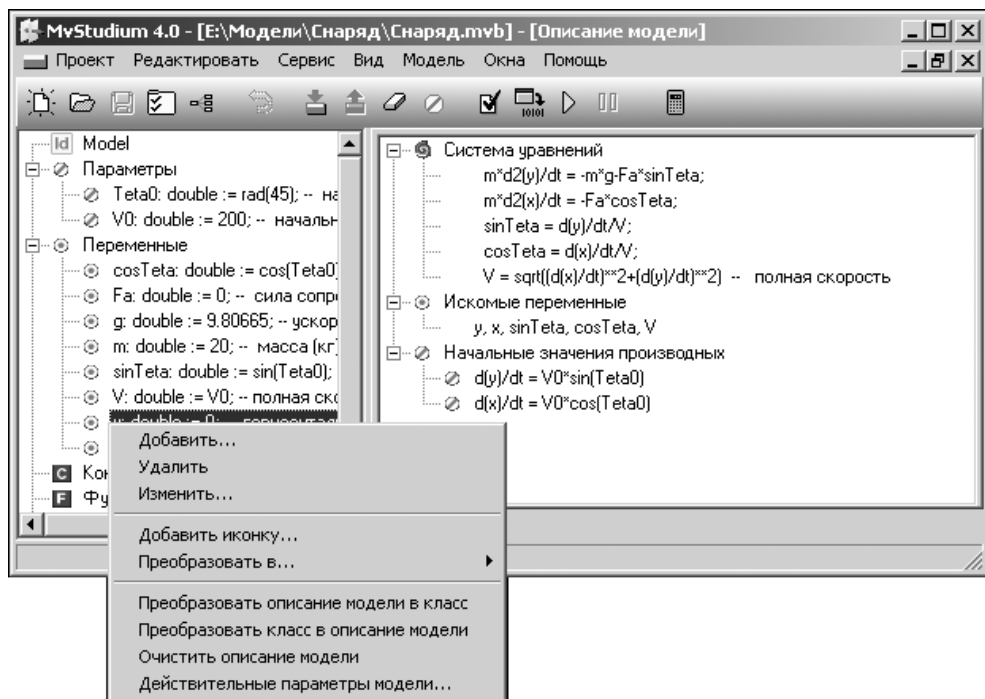 MvStudium 4.0 - [E:\Модели\Снаряд\Снаряд.mvb] - [Описание модели]
Проект Редактировать Сервис Вид Модель Окна Помощь
10101
Id Model
Параметры
Teta0: double := rad(45); -- на
V0: double := 200; -- начальн
Переменные
cosTeta: double := cos(Teta0)
Fa: double := 0; -- сила сопр
g: double := 9.80665; -- ускор
m: double := 20; -- масса (кг)
sinTeta: double := sin(Teta0);
V: double := V0; -- полная ско
C Кон
F Фу
Система уравнений
m*d2(y)/dt = -m*g-Fa*sinTeta;
m*d2(x)/dt = -Fa*cosTeta;
sinTeta = d(y)/dt/V;
cosTeta = d(x)/dt/V;
V = sqrt((d(x)/dt)**2+(d(y)/dt)**2) -- полная скорость
Искомые переменные
y, x, sinTeta, cosTeta, V
Начальные значения производных
d(y)/dt = V0*sin(Teta0)
d(x)/dt = V0*cos(Teta0)
Добавить...
Удалить
Изменить...
Добавить иконку...
Преобразовать в...
Преобразовать описание модели в класс
Преобразовать класс в описание модели
Очистить описание модели
Действительные параметры модели...